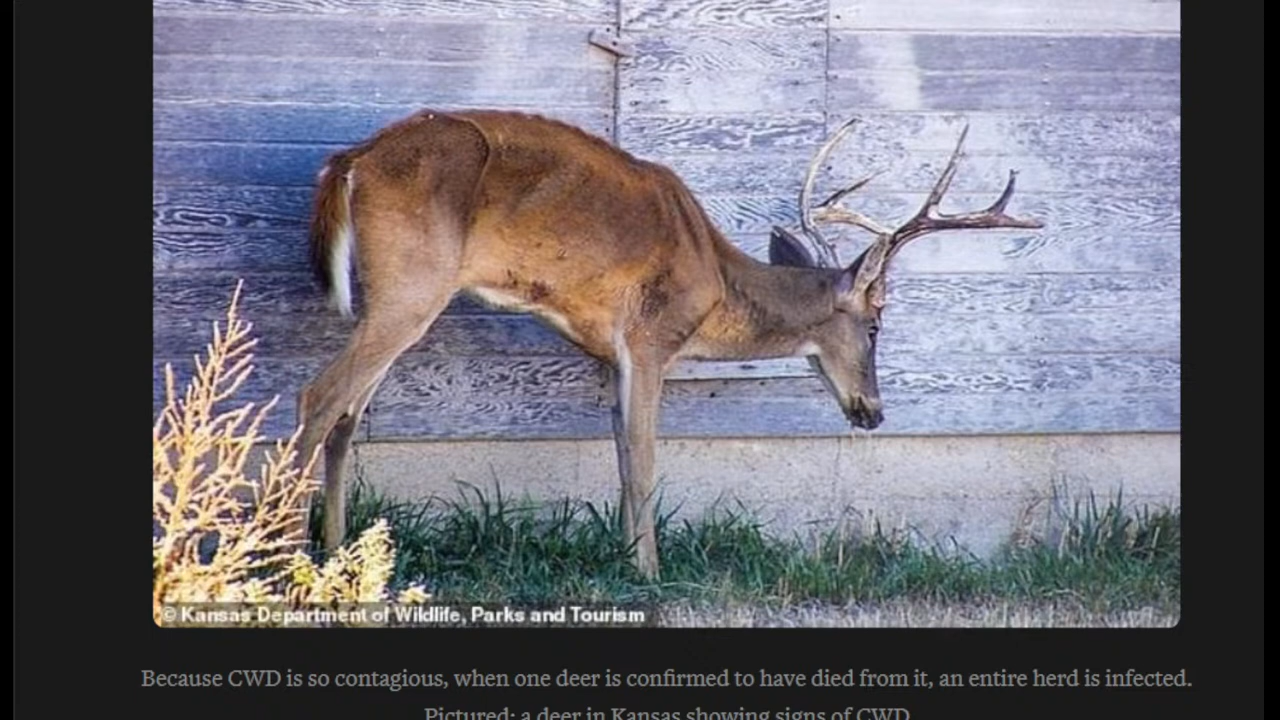 © Kansas Department of Wildlife, Parks and Tourism
Because CWD is so contagious, when one deer is confirmed to have died from it, an entire herd is infected.
Pictured: a deer in Kansas showing signs of CWD